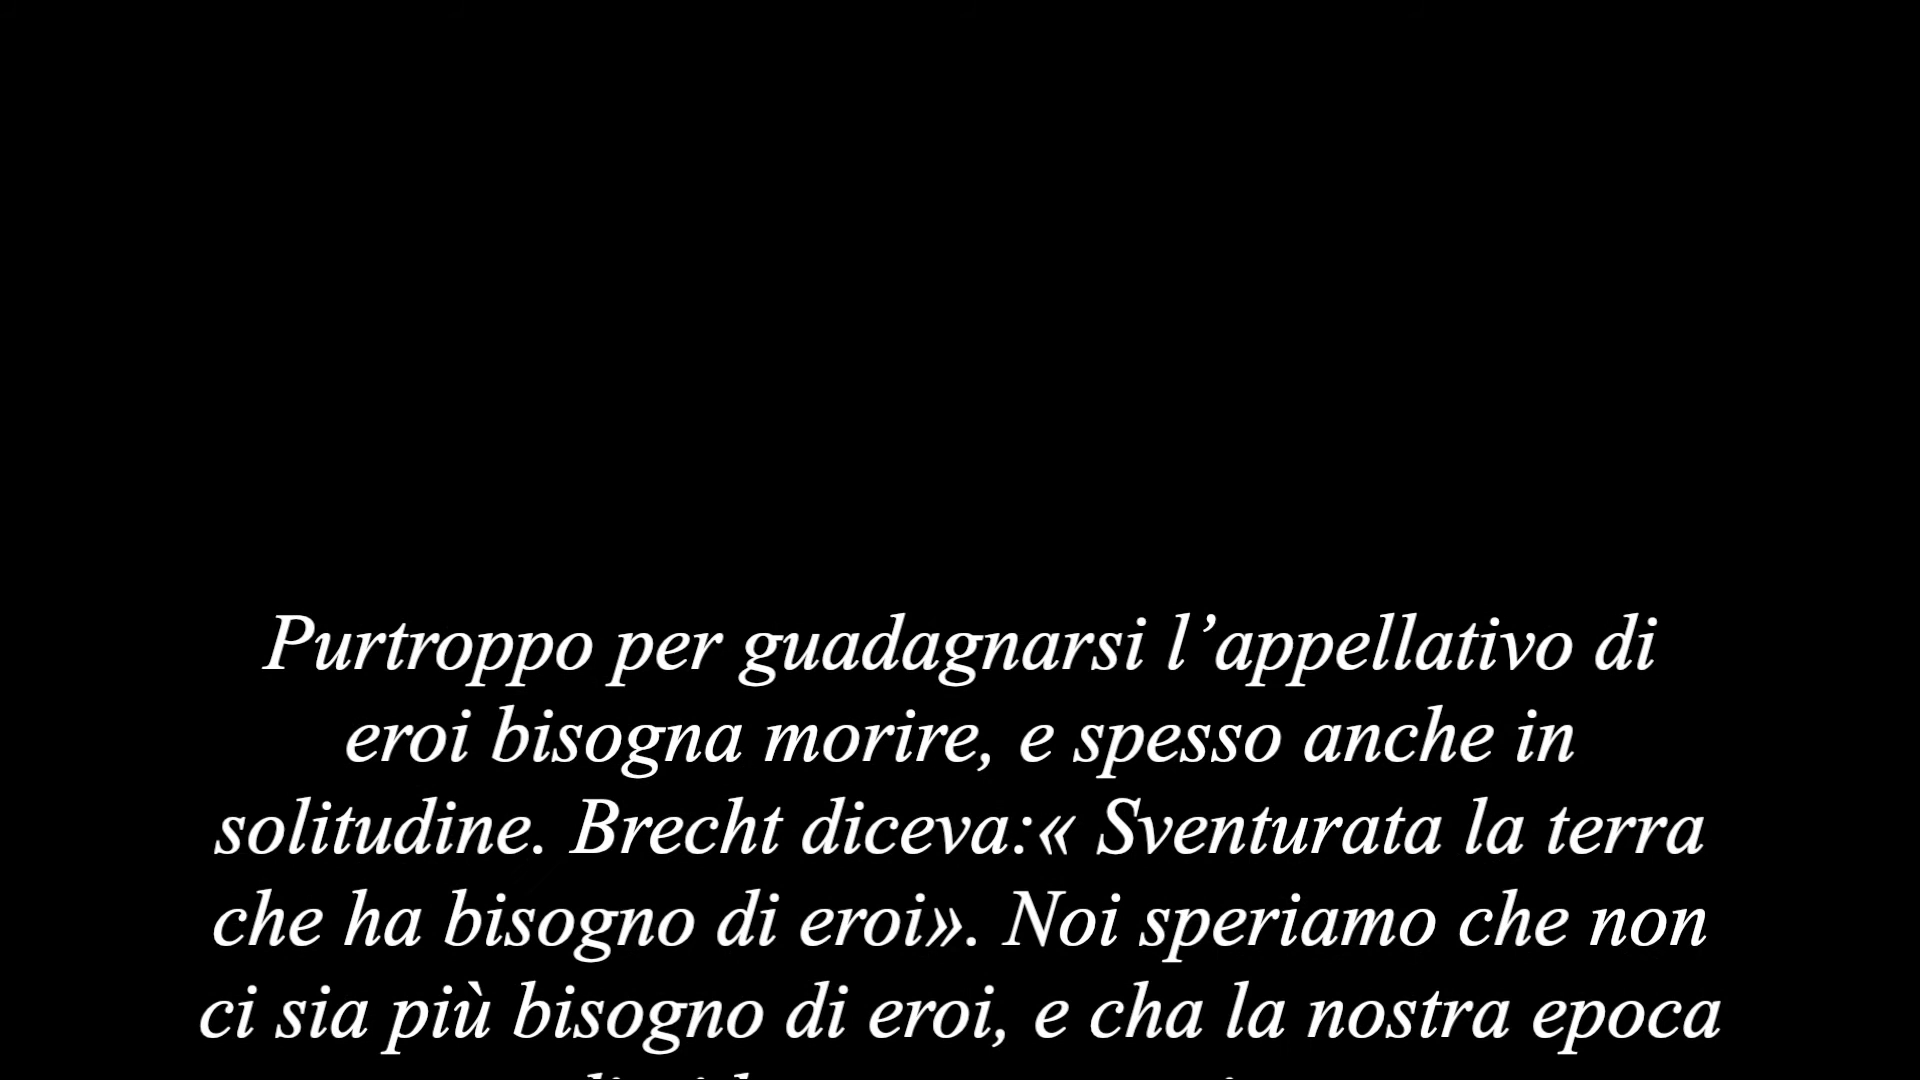 Purtroppo per guadagnarsi l’appellativo di
eroi bisogna morire, e spesso anche in
solitudine. Brecht diceva:« Sventurata la terra
che ha bisogno di eroi». Noi speriamo che non
ci sia più bisogno di eroi, e cha la nostra epoca